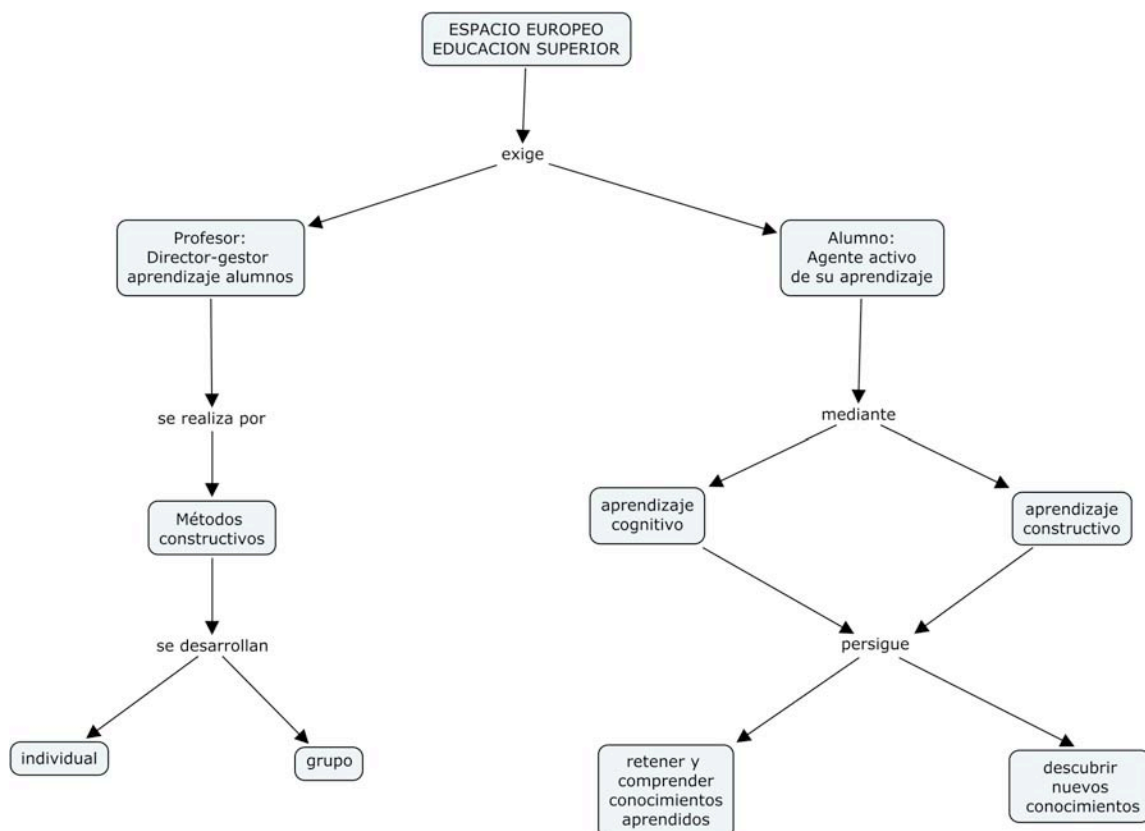 ESPACIO EUROPEO
EDUCACION SUPERIOR
exige
Profesor:
Director-gestor
aprendizaje alumnos
Alumno:
Agente activo
de su aprendizaje
se realiza por
mediante
Métodos
constructivos
aprendizaje
cognitivo
aprendizaje
constructivo
se desarrollan
persigue
individual
grupo
retener y
comprender
conocimientos
aprendidos
descubrir
nuevos
conocimientos